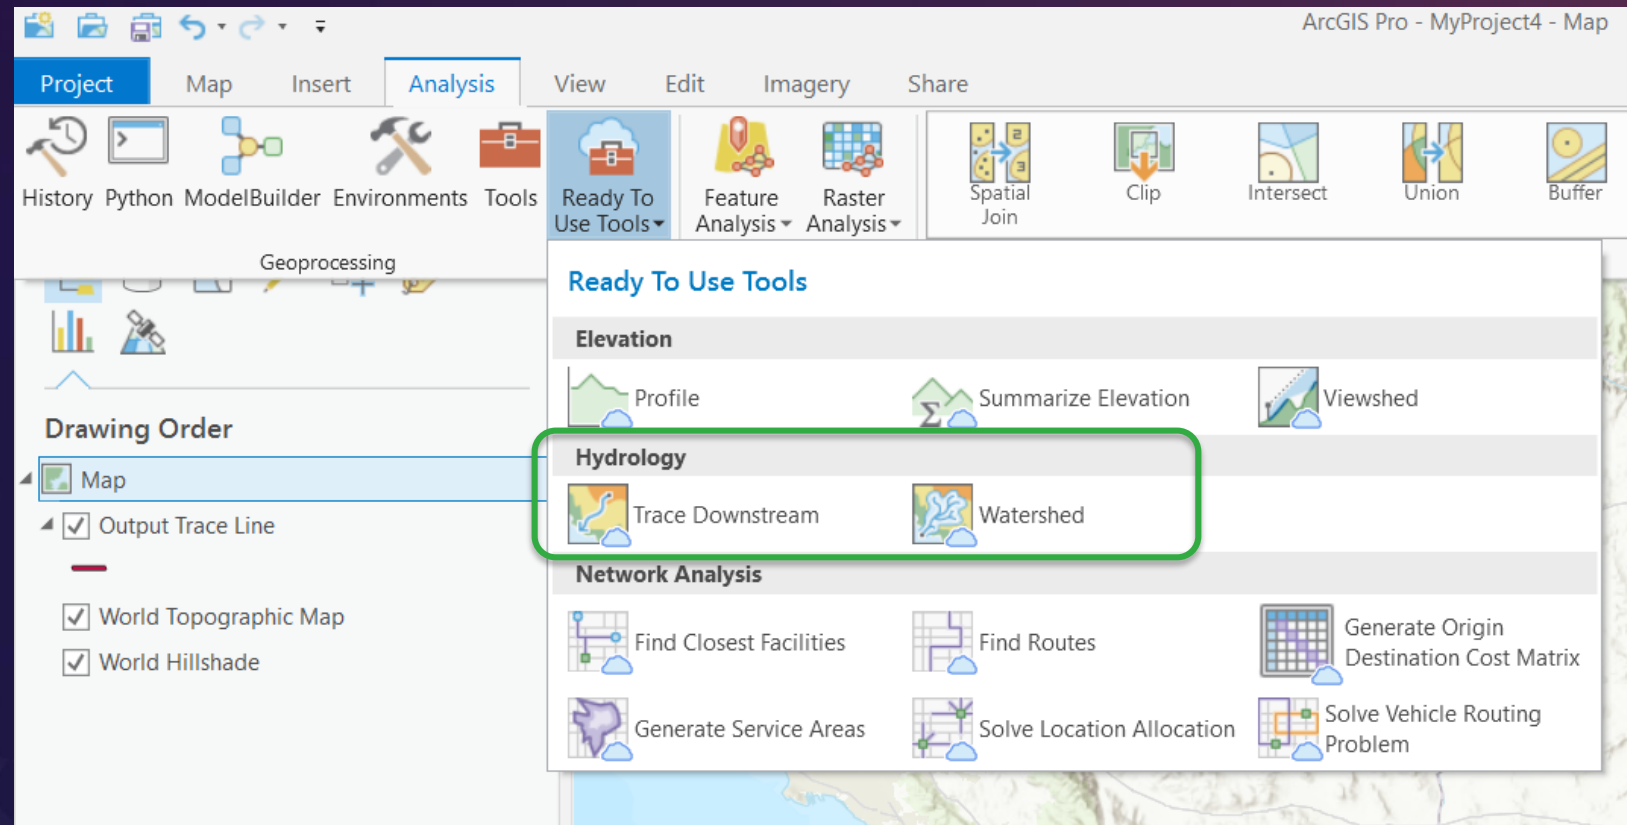 ArcGIS Pro - MyProject4 - Map
Project Map Insert Analysis View Edit Imagery Share
History Python ModelBuilder Environments Tools
Ready To
Use Tools
Feature
Analysis
Raster
Analysis
Spatial
Join
Clip
Intersect
Union
Buffer
Geoprocessing
Ready To Use Tools
Elevation
Profile Summarize Elevation Viewshed
Hydrology
Trace Downstream Watershed
Network Analysis
Find Closest Facilities Find Routes
Generate Origin
Destination Cost Matrix
Generate Service Areas Solve Location Allocation
Solve Vehicle Routing
Problem
Drawing Order
Map
Output Trace Line
World Topographic Map
World Hillshade